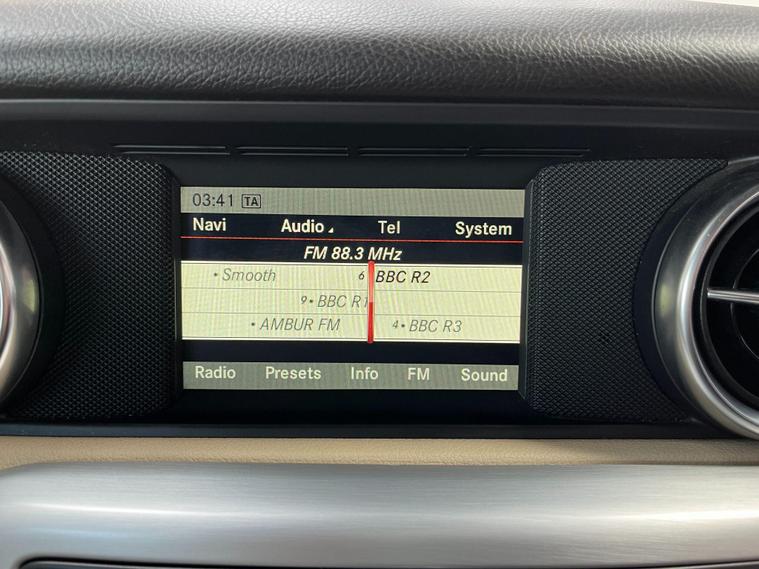 03:41 TA
Navi Audio Tel System
FM 88.3 MHz
• Smooth 6 BBC R2
9• BBC R1
• AMBUR FM 4• BBC R3
Radio Presets Info FM Sound